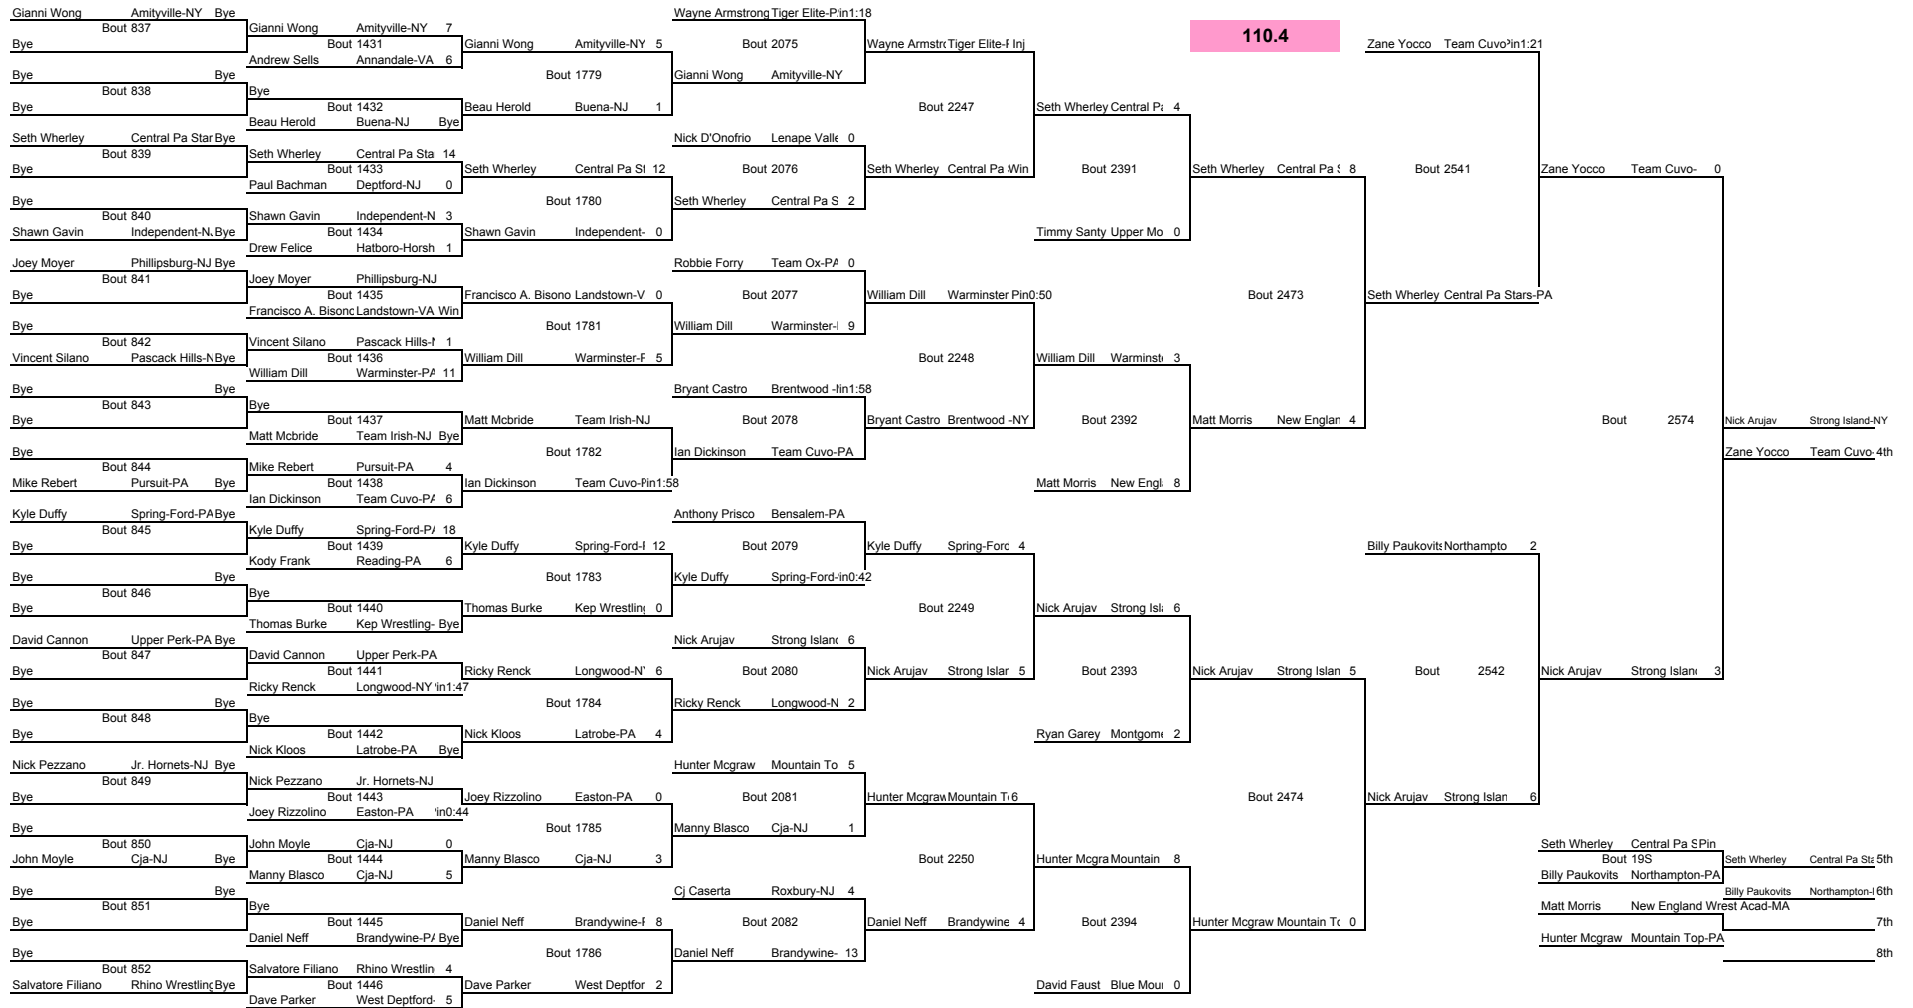 Gianni Wong Amityville-NY Bye
Bout 837
Bye
Bye Bye
Bout 838
Bye
Seth Wherley Central Pa Star Bye
Bout 839
Bye
Bye
Bout 840
Shawn Gavin Independent-N Bye
Joey Moyer Phillipsburg-NJ Bye
Bout 841
Bye
Bye
Bout 842
Vincent Silano Pascack Hills-N Bye
Bye Bye
Bout 843
Bye
Bye
Bout 844
Mike Rebert Pursuit-PA Bye
Kyle Duffy Spring-Ford-PA Bye
Bout 845
Bye
Bye Bye
Bout 846
Bye
David Cannon Upper Perk-PA Bye
Bout 847
Bye
Bye Bye
Bout 848
Bye
Nick Pezzano Jr. Hornets-NJ Bye
Bout 849
Bye
Bye
Bout 850
John Moyle Cja-NJ Bye
Bye Bye
Bout 851
Bye
Bye
Bout 852
Salvatore Filiano Rhino Wrestling Bye
Gianni Wong Amityville-NY 7
Bout 1431
Andrew Sells Annandale-VA 6
Bye
Bout 1432
Beau Herold Buena-NJ Bye
Seth Wherley Central Pa Sta 14
Bout 1433
Paul Bachman Deptford-NJ 0
Shawn Gavin Independent-N 3
Bout 1434
Drew Felice Hatboro-Horsh 1
Joey Moyer Phillipsburg-NJ
Bout 1435
Francisco A. Bisono Landstown-VA Win
Vincent Silano Pascack Hills-N 1
Bout 1436
William Dill Warminster-PA 11
Bye
Bout 1437
Matt Mcbride Team Irish-NJ Bye
Mike Rebert Pursuit-PA 4
Bout 1438
Ian Dickinson Team Cuvo-PA 6
Kyle Duffy Spring-Ford-PA 18
Bout 1439
Kody Frank Reading-PA 6
Bye
Bout 1440
Thomas Burke Kep Wrestling- Bye
David Cannon Upper Perk-PA
Bout 1441
Ricky Renck Longwood-NY in1:47
Bye
Bout 1442
Nick Kloos Latrobe-PA Bye
Nick Pezzano Jr. Hornets-NJ
Bout 1443
Joey Rizzolino Easton-PA in0:44
John Moyle Cja-NJ 0
Bout 1444
Manny Blasco Cja-NJ 5
Bye
Bout 1445
Daniel Neff Brandywine-PA Bye
Salvatore Filiano Rhino Wrestlin 4
Bout 1446
Dave Parker West Deptford- 5
Gianni Wong Amityville-NY 5
Bout 1779
Beau Herold Buena-NJ 1
Seth Wherley Central Pa St 12
Bout 1780
Shawn Gavin Independent- 0
Francisco A. Bisono Landstown-V 0
Bout 1781
William Dill Warminster-P 5
Matt Mcbride Team Irish-NJ
Bout 1782
Ian Dickinson Team Cuvo-Pin1:58
Kyle Duffy Spring-Ford-P 12
Bout 1783
Thomas Burke Kep Wrestling 0
Ricky Renck Longwood-NY 6
Bout 1784
Nick Kloos Latrobe-PA 4
Joey Rizzolino Easton-PA 0
Bout 1785
Manny Blasco Cja-NJ 3
Daniel Neff Brandywine-P 8
Bout 1786
Dave Parker West Deptfor 2
Wayne Armstrong Tiger Elite-Pin1:18
Bout 2075
Gianni Wong Amityville-NY
Nick D'Onofrio Lenape Valle 0
Bout 2076
Seth Wherley Central Pa S 2
Robbie Forry Team Ox-PA 0
Bout 2077
William Dill Warminster- 9
Bryant Castro Brentwood -in1:58
Bout 2078
Ian Dickinson Team Cuvo-PA
Anthony Prisco Bensalem-PA
Bout 2079
Kyle Duffy Spring-Ford-in0:42
Nick Arujav Strong Island 6
Bout 2080
Ricky Renck Longwood-N 2
Hunter Mcgraw Mountain To 5
Bout 2081
Manny Blasco Cja-NJ 1
Cj Caserta Roxbury-NJ 4
Bout 2082
Daniel Neff Brandywine- 13
Wayne Armstro Tiger Elite-P Inj
Bout 2247
Seth Wherley Central Pa Win
William Dill Warminster Pin0:50
Bout 2248
Bryant Castro Brentwood -NY
Kyle Duffy Spring-Ford 4
Bout 2249
Nick Arujav Strong Islar 5
Hunter Mcgraw Mountain T 6
Bout 2250
Daniel Neff Brandywine 4
Seth Wherley Central Pa 4
Bout 2391
Timmy Santy Upper Mo 0
William Dill Warminst 3
Bout 2392
Matt Morris New Engl 8
Nick Arujav Strong Isl 6
Bout 2393
Ryan Garey Montgom 2
Hunter Mcgra Mountain 8
Bout 2394
David Faust Blue Mou 0
110.4
Seth Wherley Central Pa S 8
Bout 2473
Matt Morris New Englan 4
Nick Arujav Strong Islan 5
Bout 2474
Hunter Mcgraw Mountain To 0
Zane Yocco Team Cuvo Pin1:21
Bout 2541
Seth Wherley Central Pa Stars-PA
Billy Paukovits Northampto 2
Bout 2542
Nick Arujav Strong Islan 6
Zane Yocco Team Cuvo- 0
Bout 2574
Nick Arujav Strong Island 3
Nick Arujav Strong Island-NY
Zane Yocco Team Cuvo- 4th
Seth Wherley Central Pa S Pin
Bout 19S
Billy Paukovits Northampton-PA
Seth Wherley Central Pa Sta 5th
Billy Paukovits Northampton- 6th
Matt Morris New England Wrest Acad-MA
7th
Hunter Mcgraw Mountain Top-PA
8th